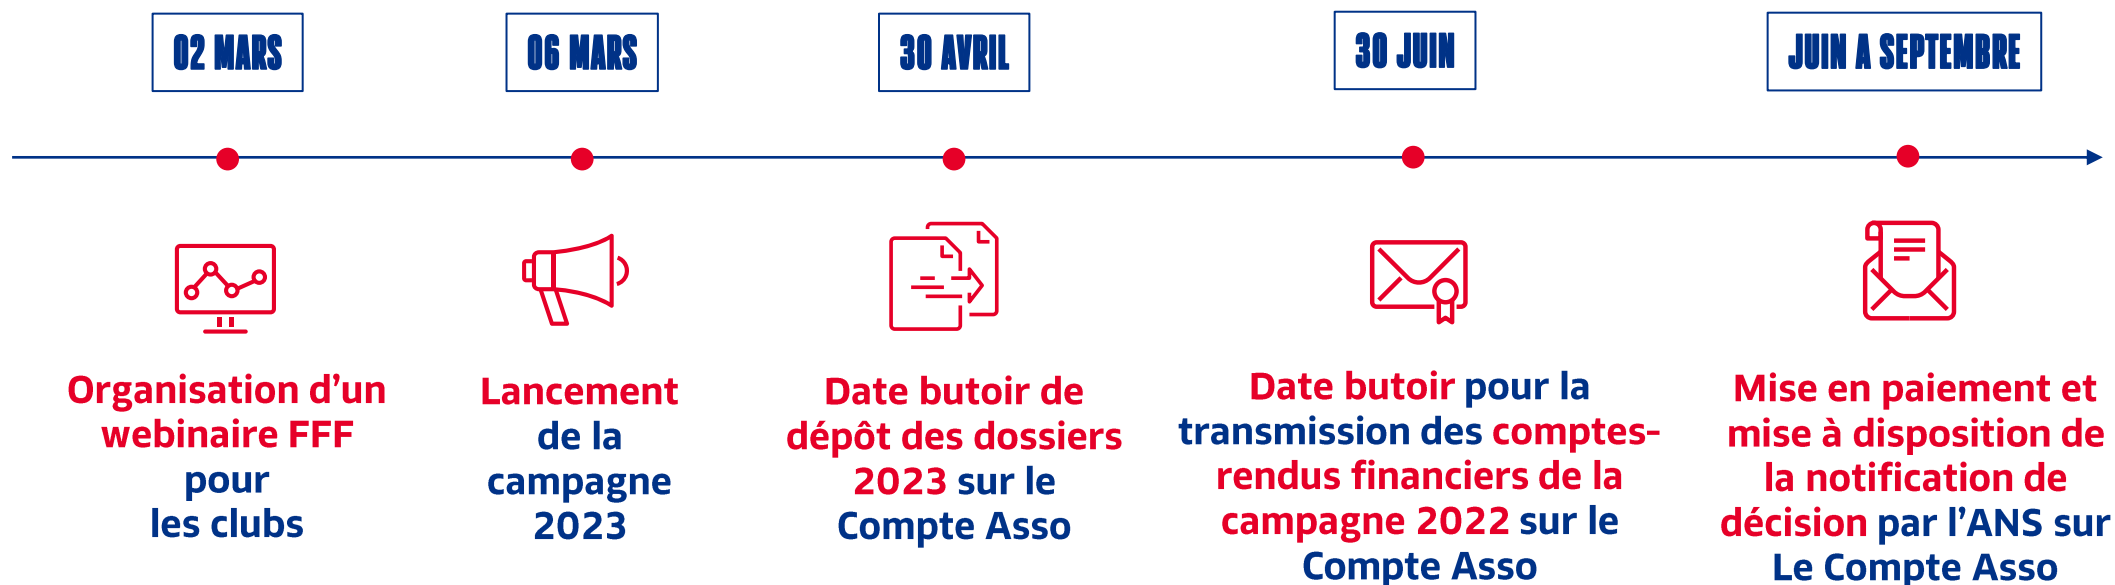 02 MARS
06 MARS
30 AVRIL
30 JUIN
JUIN A SEPTEMBRE
Organisation d’un
webinaire FFF
pour
les clubs
Lancement
de la
campagne
2023
Date butoir de
dépôt des dossiers
2023 sur le
Compte Asso
Date butoir pour la
transmission des comptes-
rendus financiers de la
campagne 2022 sur le
Compte Asso
Mise en paiement et
mise à disposition de
la notification de
décision par l’ANS sur
Le Compte Asso